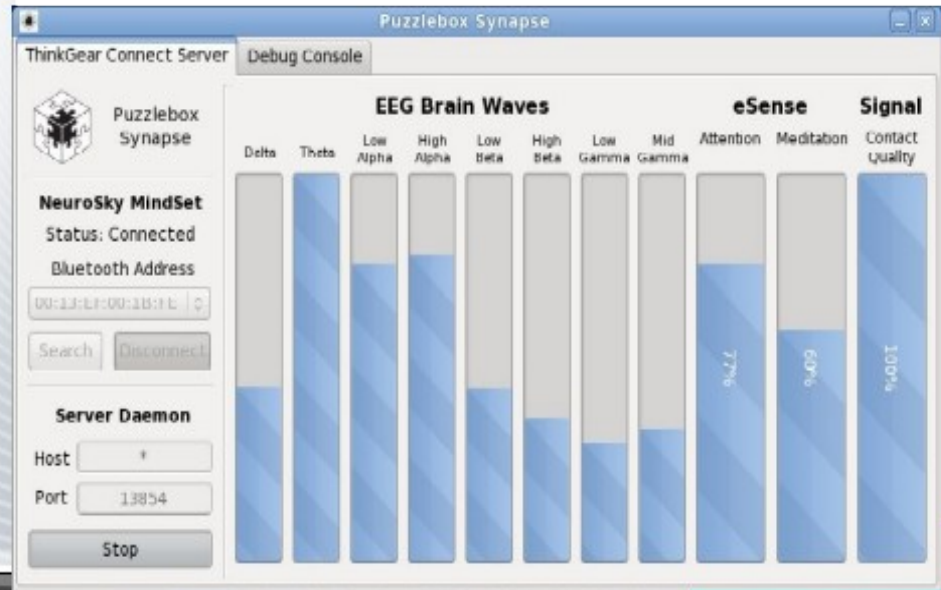 Puzzlebox Synapse
ThinkGear Connect Server
Debug Console
Puzzlebox
Synapse
NeuroSky MindSet
Status: Connected
Bluetooth Address
Search
Disconnect
Server Daemon
Host
*
Port
13854
Stop
EEG Brain Waves
Delta
Theta
Low
Alpha
High
Alpha
Low
Beta
High
Beta
Low
Gamma
Mid
Gamma
eSense
Attention
Meditation
Signal
Contact
Quality
77%
60%
100%